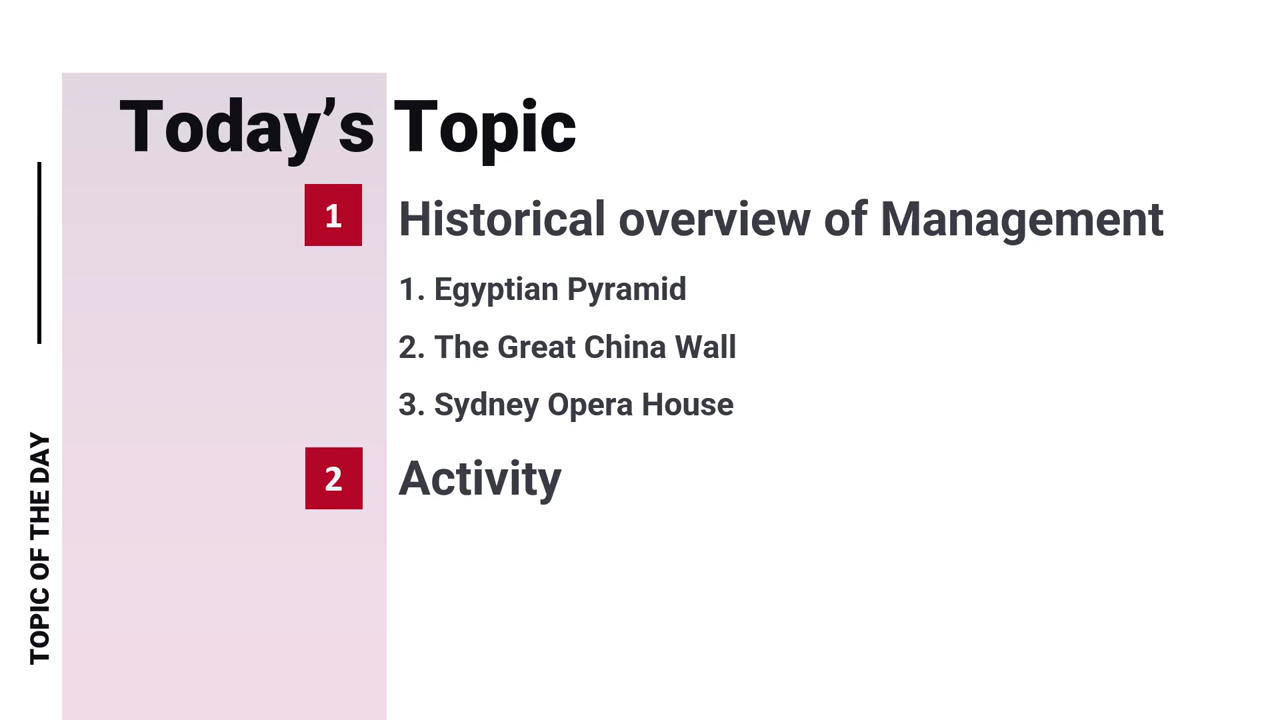 Today’s Topic
1 Historical overview of Management
1. Egyptian Pyramid
2. The Great China Wall
3. Sydney Opera House
2 Activity
TOPIC OF THE DAY